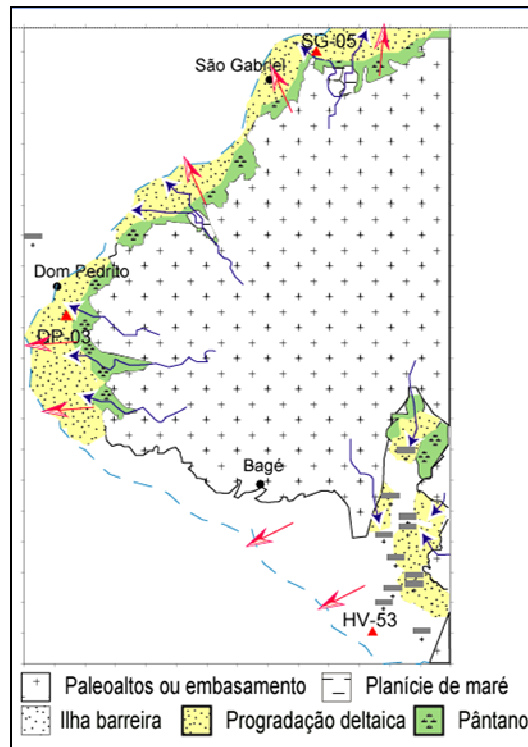 SG-05
São Gabriel
Dom Pedrito
DP-03
Bagé
HV-53
Paleoaltos ou embasamento
Planície de maré
Ilha barreira
Progradação deltaica
Pântano